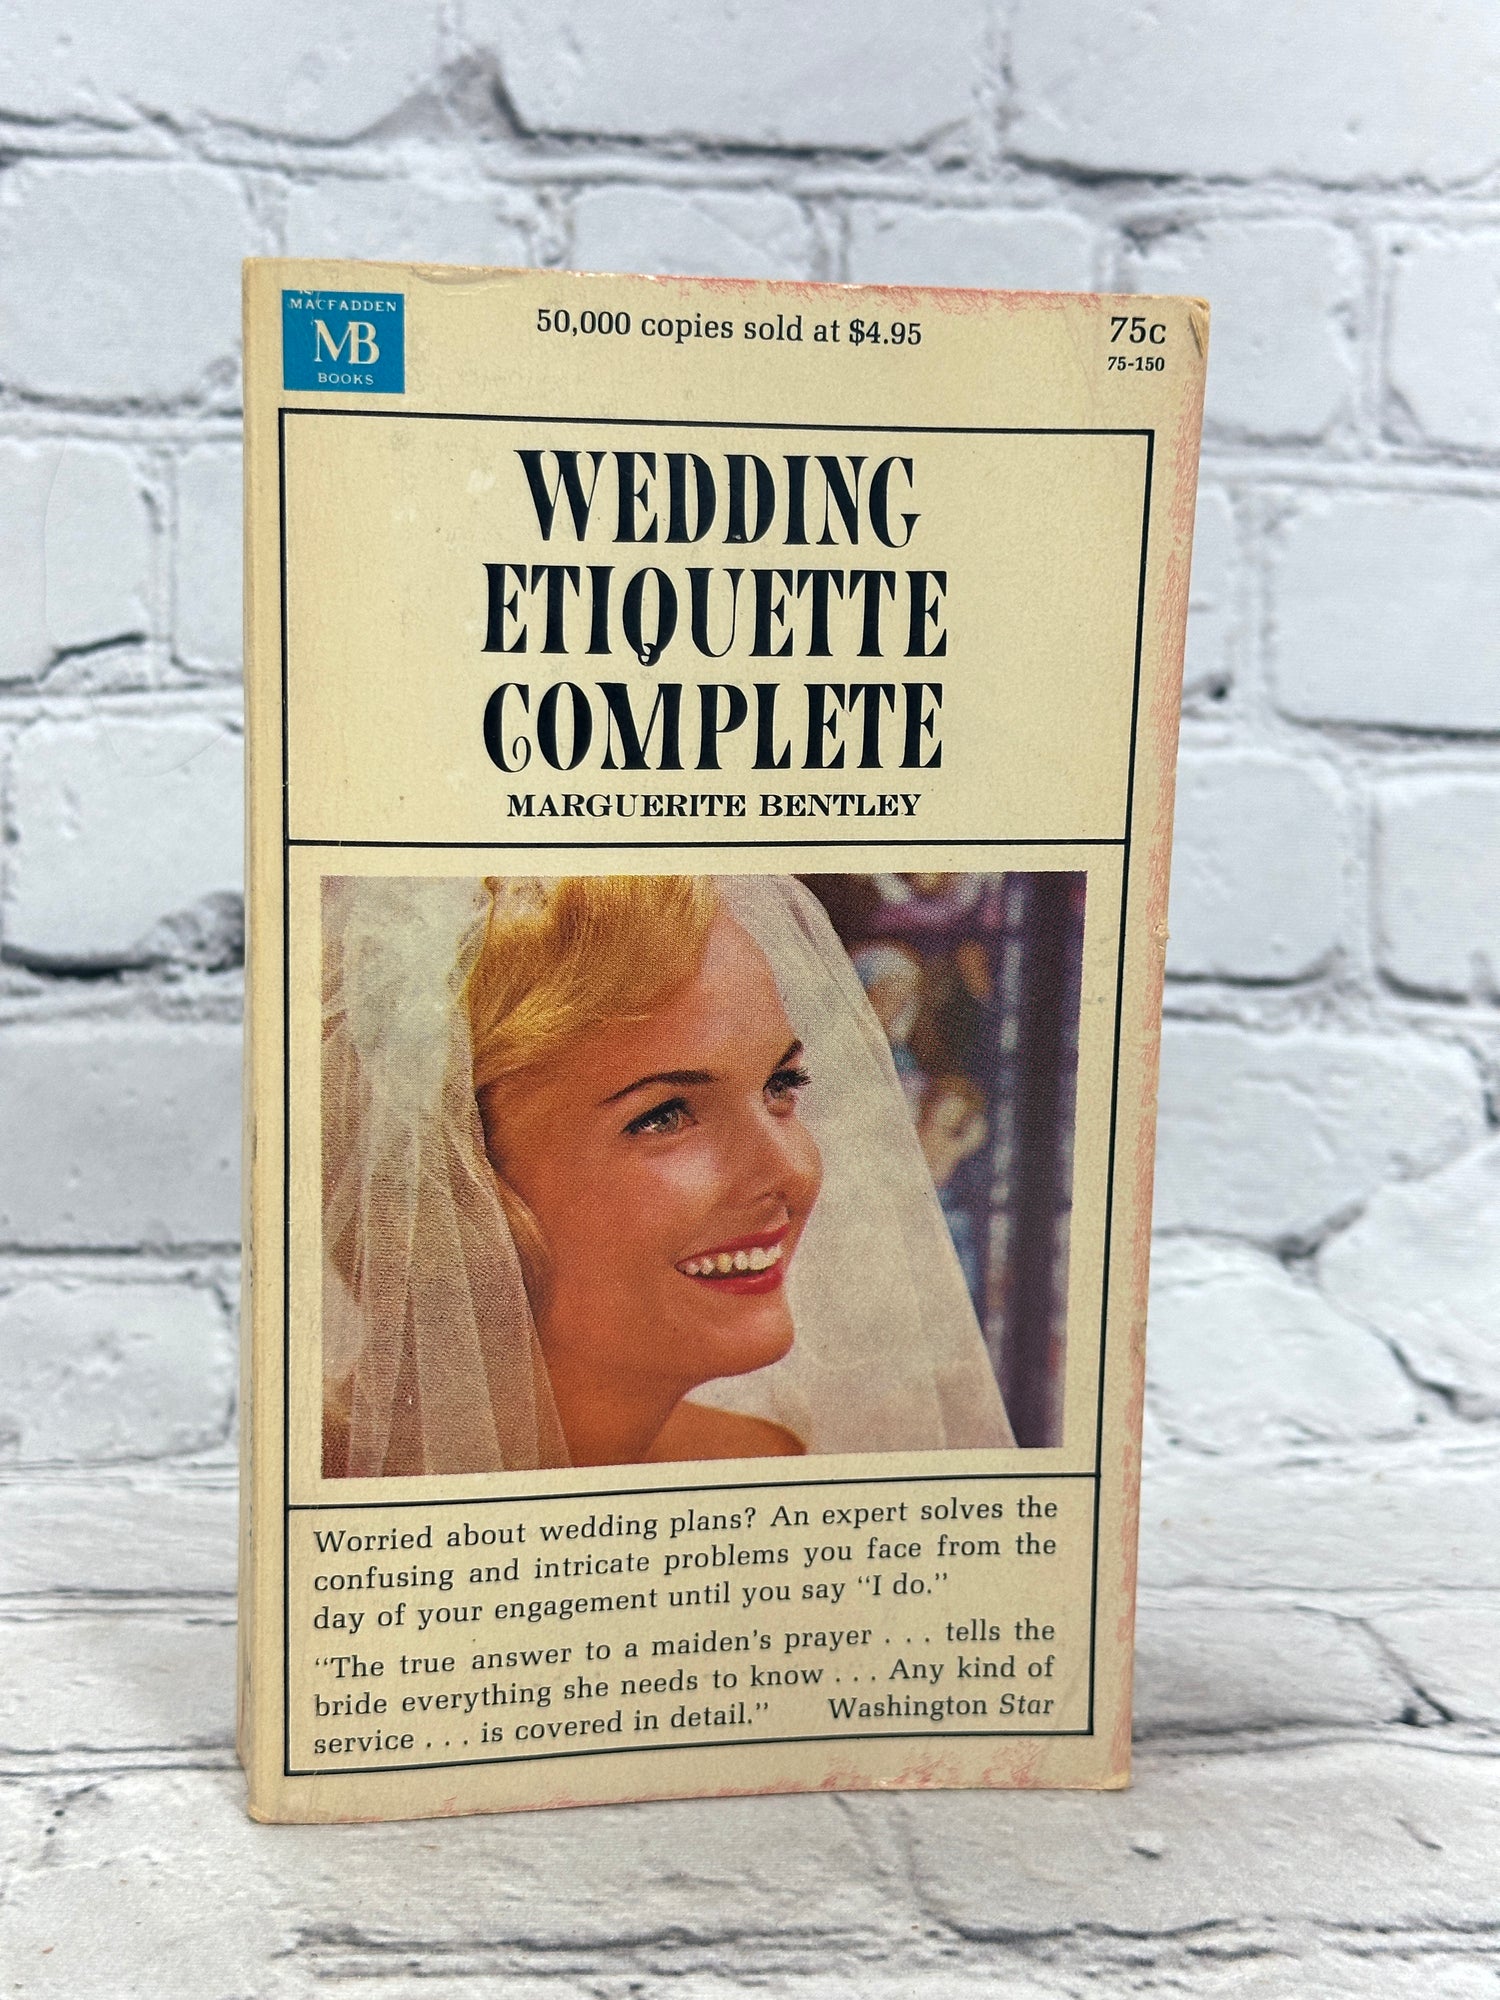 MACFADDEN
MB
BOOKS
50,000 copies sold at $4.95
75c
75-150
WEDDING
ETIQUETTE
COMPLETE
MARGUERITE BENTLEY
Worried about wedding plans? An expert solves the
confusing and intricate problems you face from the
day of your engagement until you say "I do."
"The true answer to a maiden's prayer . . . tells the
bride everything she needs to know . . . Any kind of
service . . . is covered in detail." Washington Star